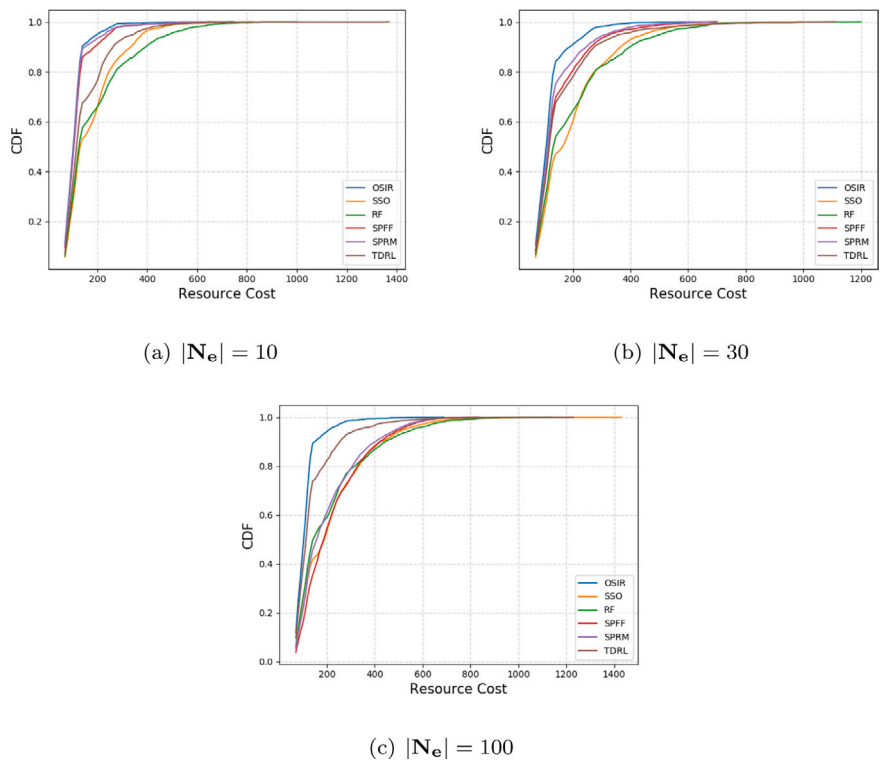 1.0
0.8
0.6
0.4
0.2
CDF
200 400 600 800 1000 1200 1400
Resource Cost
OSIR
SSO
RF
SPFF
SPRM
TDRL
(a) |N_e| = 10
1.0
0.8
0.6
0.4
0.2
CDF
200 400 600 800 1000 1200
Resource Cost
OSIR
SSO
RF
SPFF
SPRM
TDRL
(b) |N_e| = 30
1.0
0.8
0.6
0.4
0.2
0.0
CDF
200 400 600 800 1000 1200 1400
Resource Cost
OSIR
SSO
RF
SPFF
SPRM
TDRL
(c) |N_e| = 100